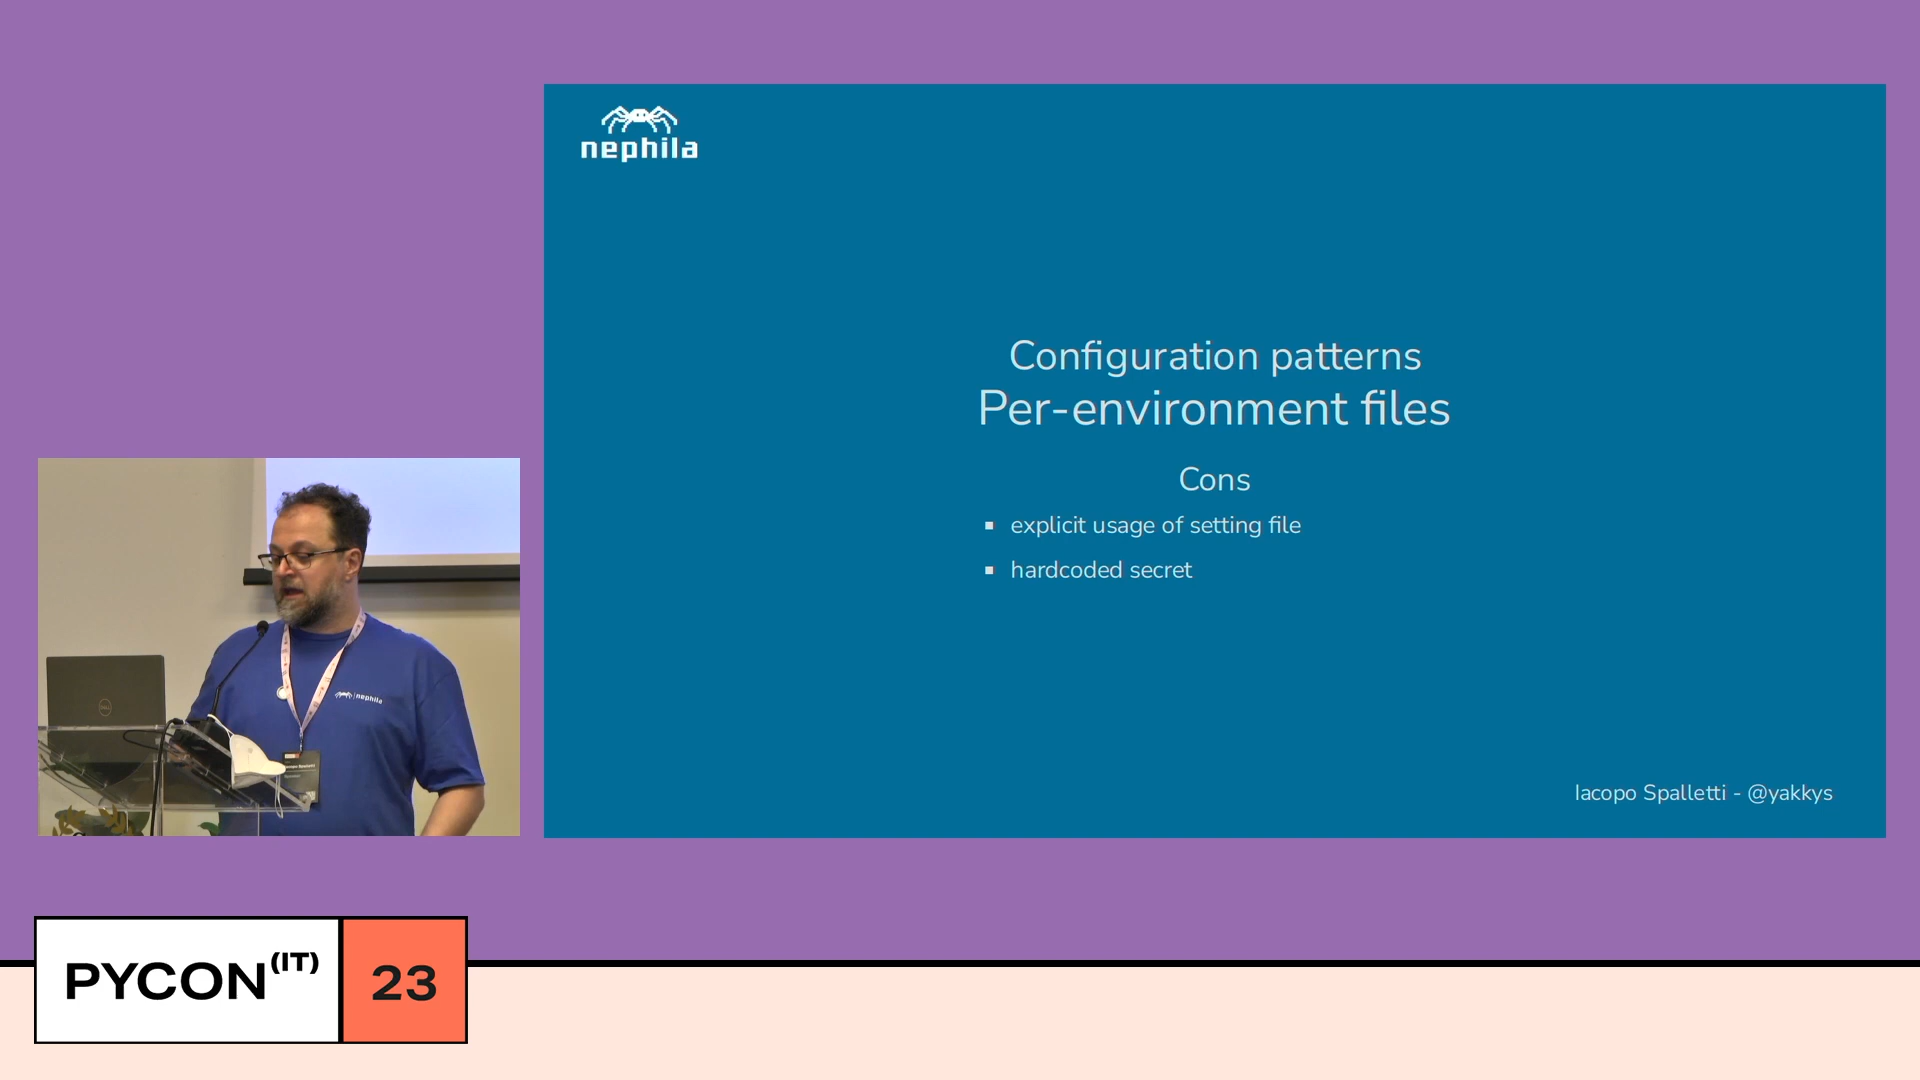 nephila
Configuration patterns
Per-environment files
Cons
▪ explicit usage of setting file
▪ hardcoded secret
Iacopo Spalletti - @yakkys
nephila
PYCON(IT) 23